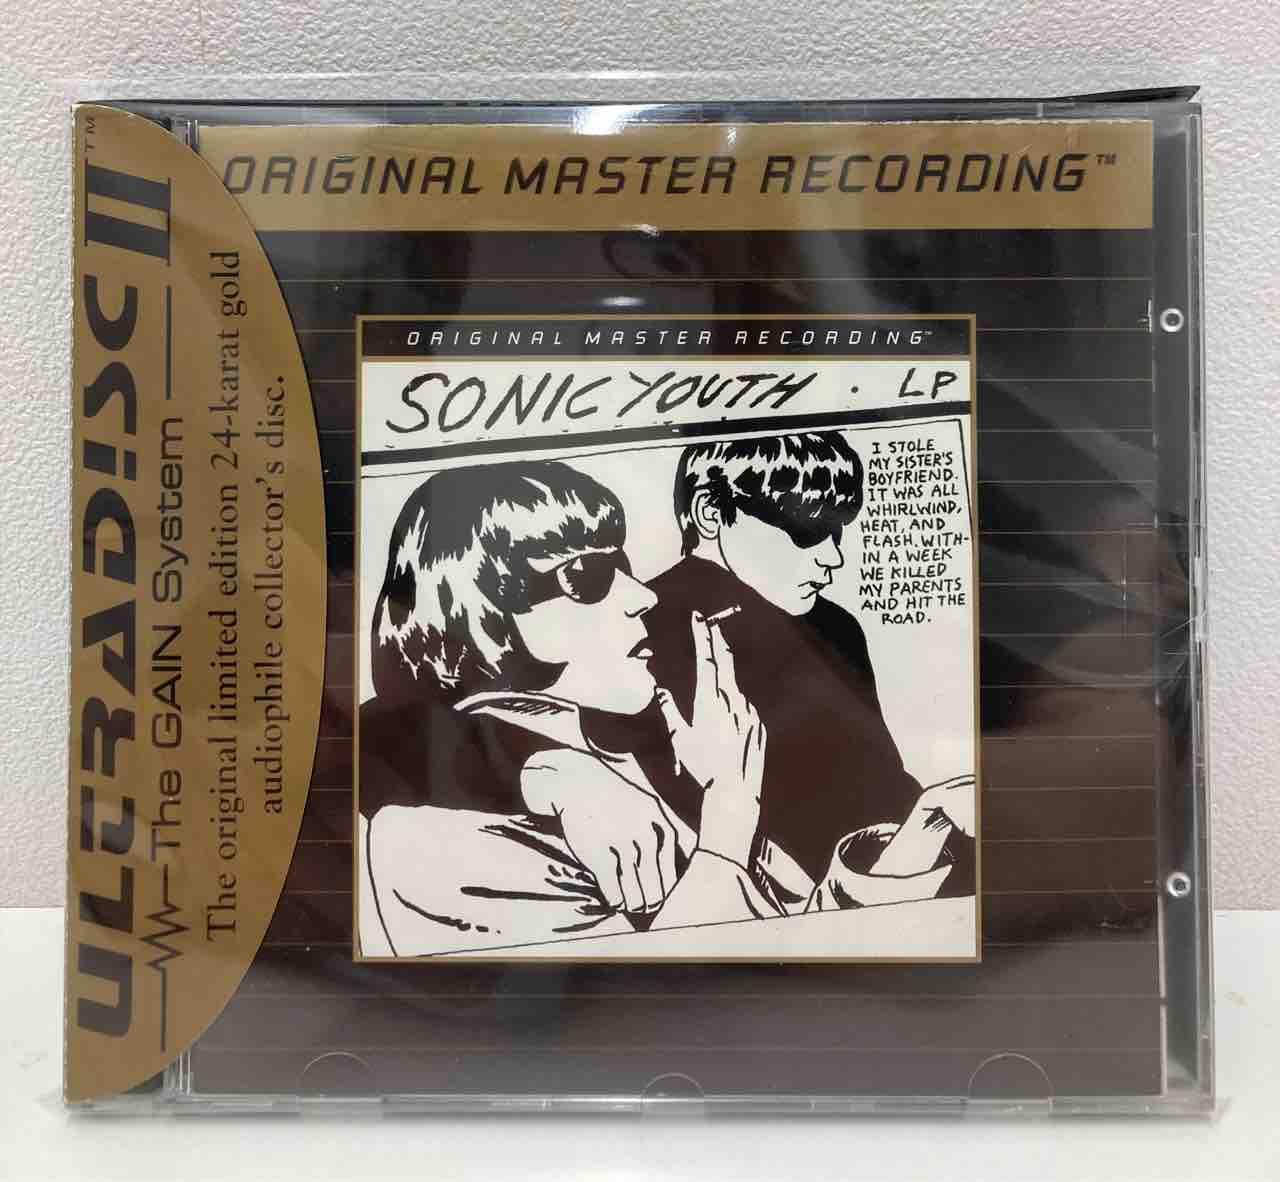 ORIGINAL MASTER RECORDING™
ULTRADISC II™
The GAIN System
The original limited edition 24-karat gold
audiophile collector's disc.
ORIGINAL MASTER RECORDING™
SONIC YOUTH · LP
I STOLE
MY SISTER'S
BOYFRIEND.
IT WAS ALL
WHIRLWIND,
HEAT, AND
FLASH. WITH-
IN A WEEK
WE KILLED
MY PARENTS
AND HIT THE
ROAD.